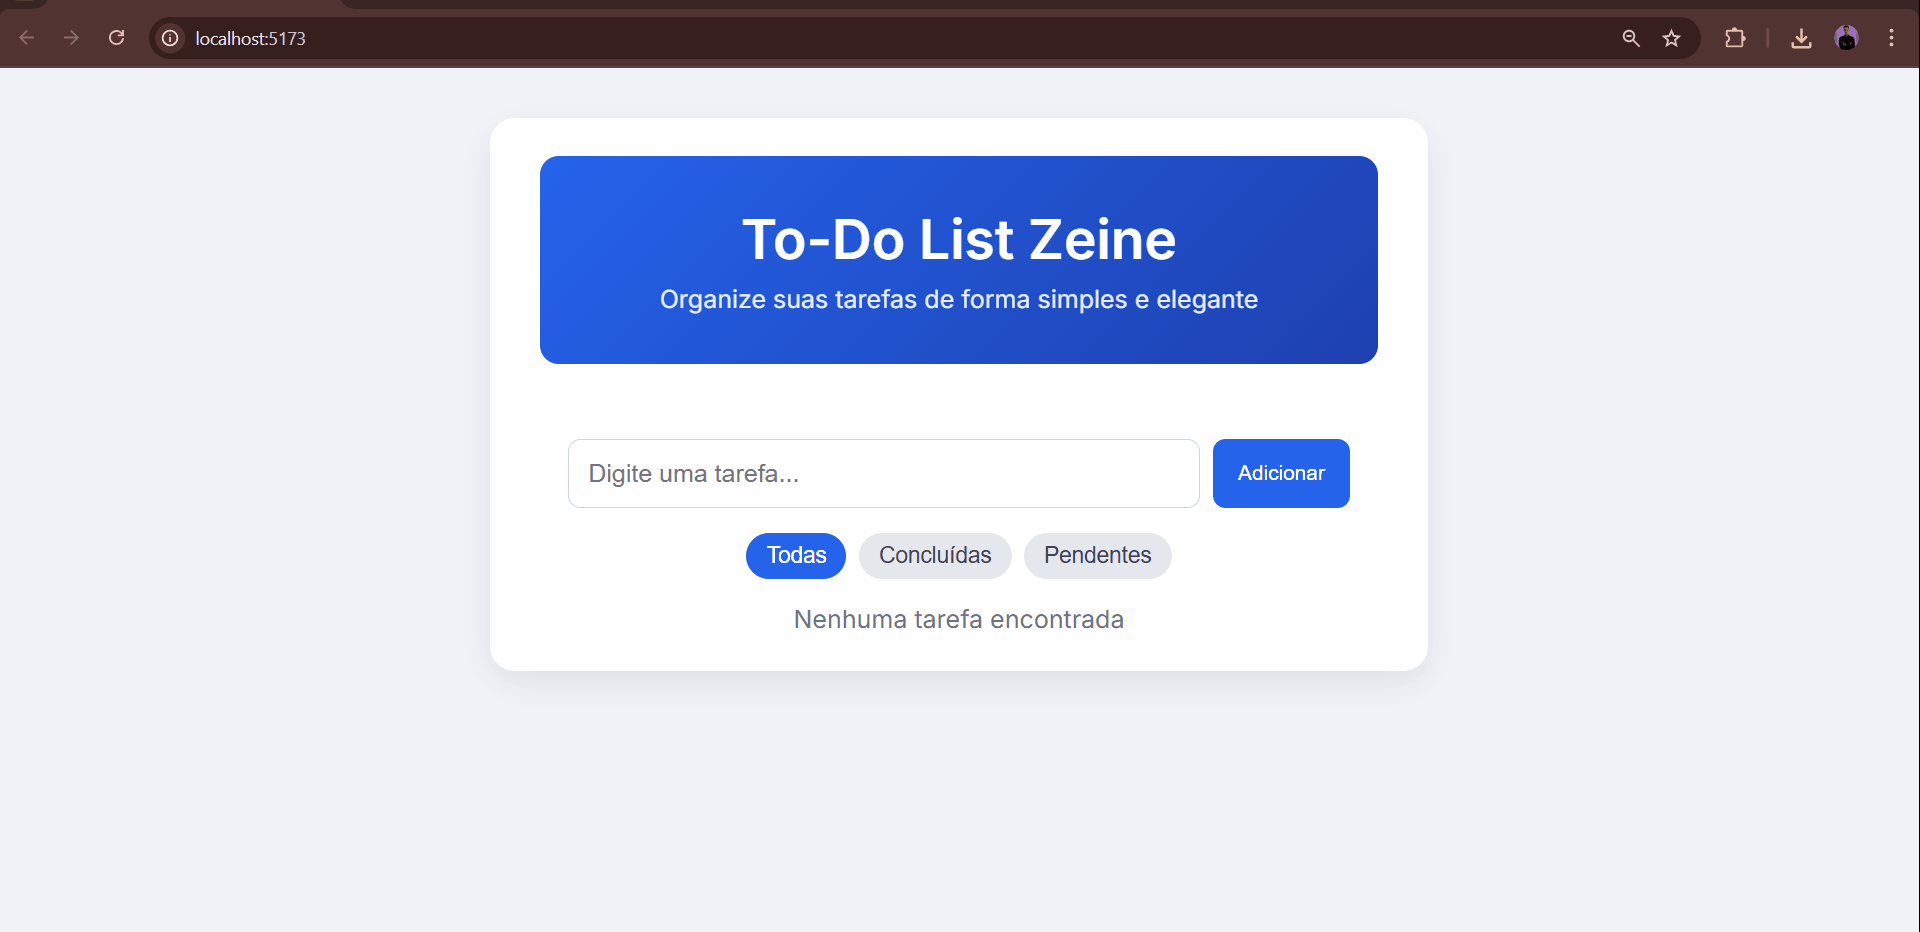 localhost:5173
To-Do List Zeine
Organize suas tarefas de forma simples e elegante
Digite uma tarefa...
Adicionar
Todas
Concluídas
Pendentes
Nenhuma tarefa encontrada